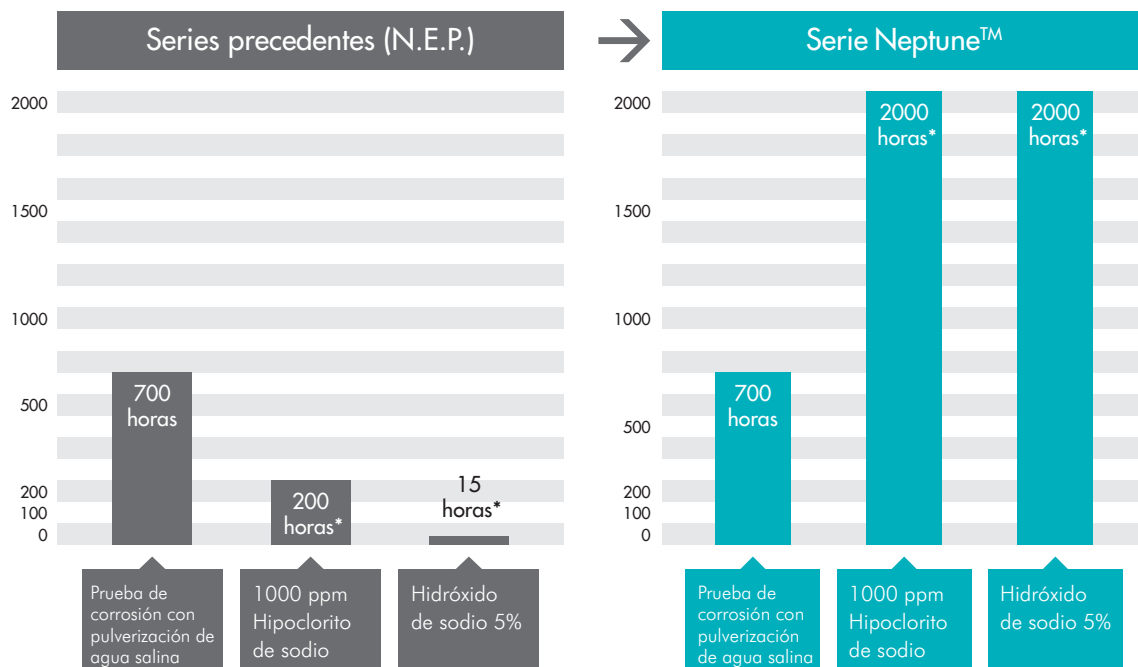 Series precedentes (N.E.P.)
2000
1500
1000
500
200
100
0
700
horas
200
horas*
15
horas*
Prueba de
corrosión con
pulverización de
agua salina
1000 ppm
Hipoclorito
de sodio
Hidróxido
de sodio 5%
Serie Neptune™
2000
1500
1000
500
200
100
0
700
horas
2000
horas*
2000
horas*
Prueba de
corrosión con
pulverización
de agua salina
1000 ppm
Hipoclorito
de sodio
Hidróxido
de sodio 5%